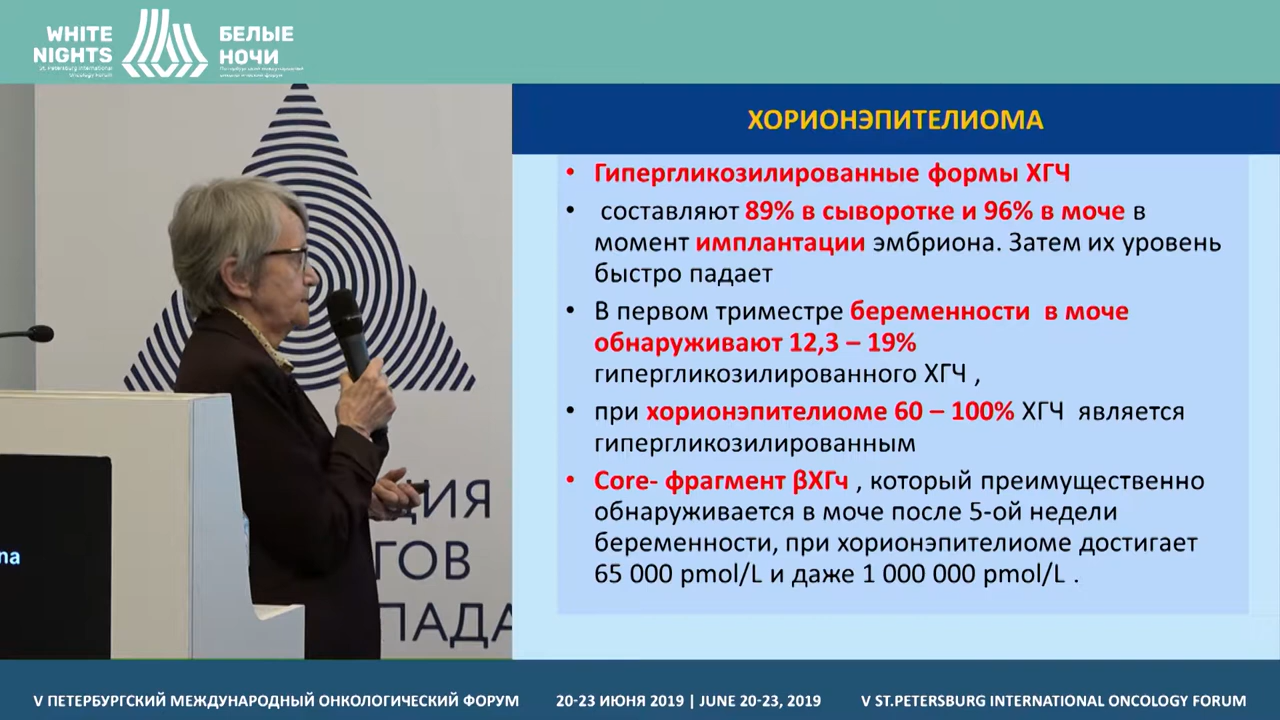 WHITE
NIGHTS
St. Petersburg International
Oncology Forum
БЕЛЫЕ
НОЧИ
Петербургский международный
онкологический форум
ХОРИОНЭПИТЕЛИОМА
• Гипергликозилированные формы ХГЧ
• составляют 89% в сыворотке и 96% в моче в
момент имплантации эмбриона. Затем их уровень
быстро падает
• В первом триместре беременности в моче
обнаруживают 12,3 – 19%
гипергликозилированного ХГЧ ,
• при хорионэпителиоме 60 – 100% ХГЧ является
гипергликозилированным
• Core- фрагмент βХГч , который преимущественно
обнаруживается в моче после 5-ой недели
беременности, при хорионэпителиоме достигает
65 000 pmol/L и даже 1 000 000 pmol/L .
ЦИЯ
ГОВ
ПАДА
na
V ПЕТЕРБУРГСКИЙ МЕЖДУНАРОДНЫЙ ОНКОЛОГИЧЕСКИЙ ФОРУМ
20-23 ИЮНЯ 2019 | JUNE 20-23, 2019
V ST.PETERSBURG INTERNATIONAL ONCOLOGY FORUM